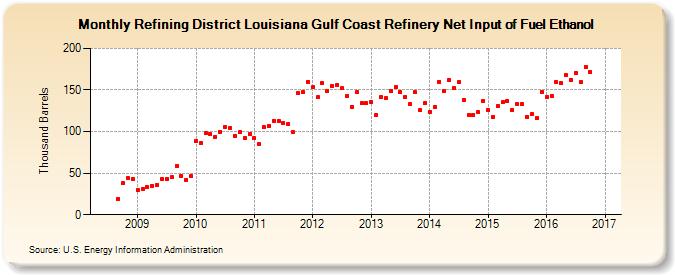 Monthly Refining District Louisiana Gulf Coast Refinery Net Input of Fuel Ethanol
Thousand Barrels
200
150
100
50
0
2009 2010 2011 2012 2013 2014 2015 2016 2017
Source: U.S. Energy Information Administration